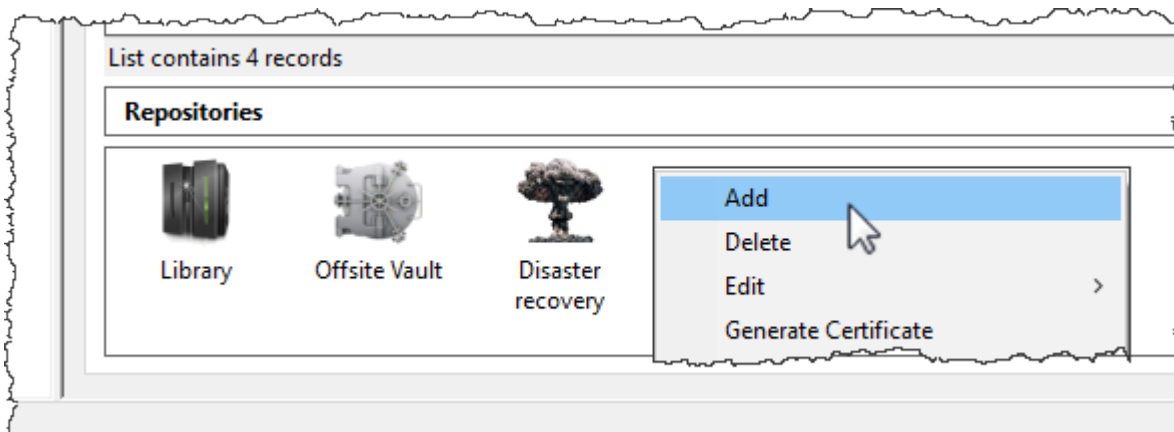 List contains 4 records
Repositories
Library
Offsite Vault
Disaster
recovery
Add
Delete
Edit
Generate Certificate